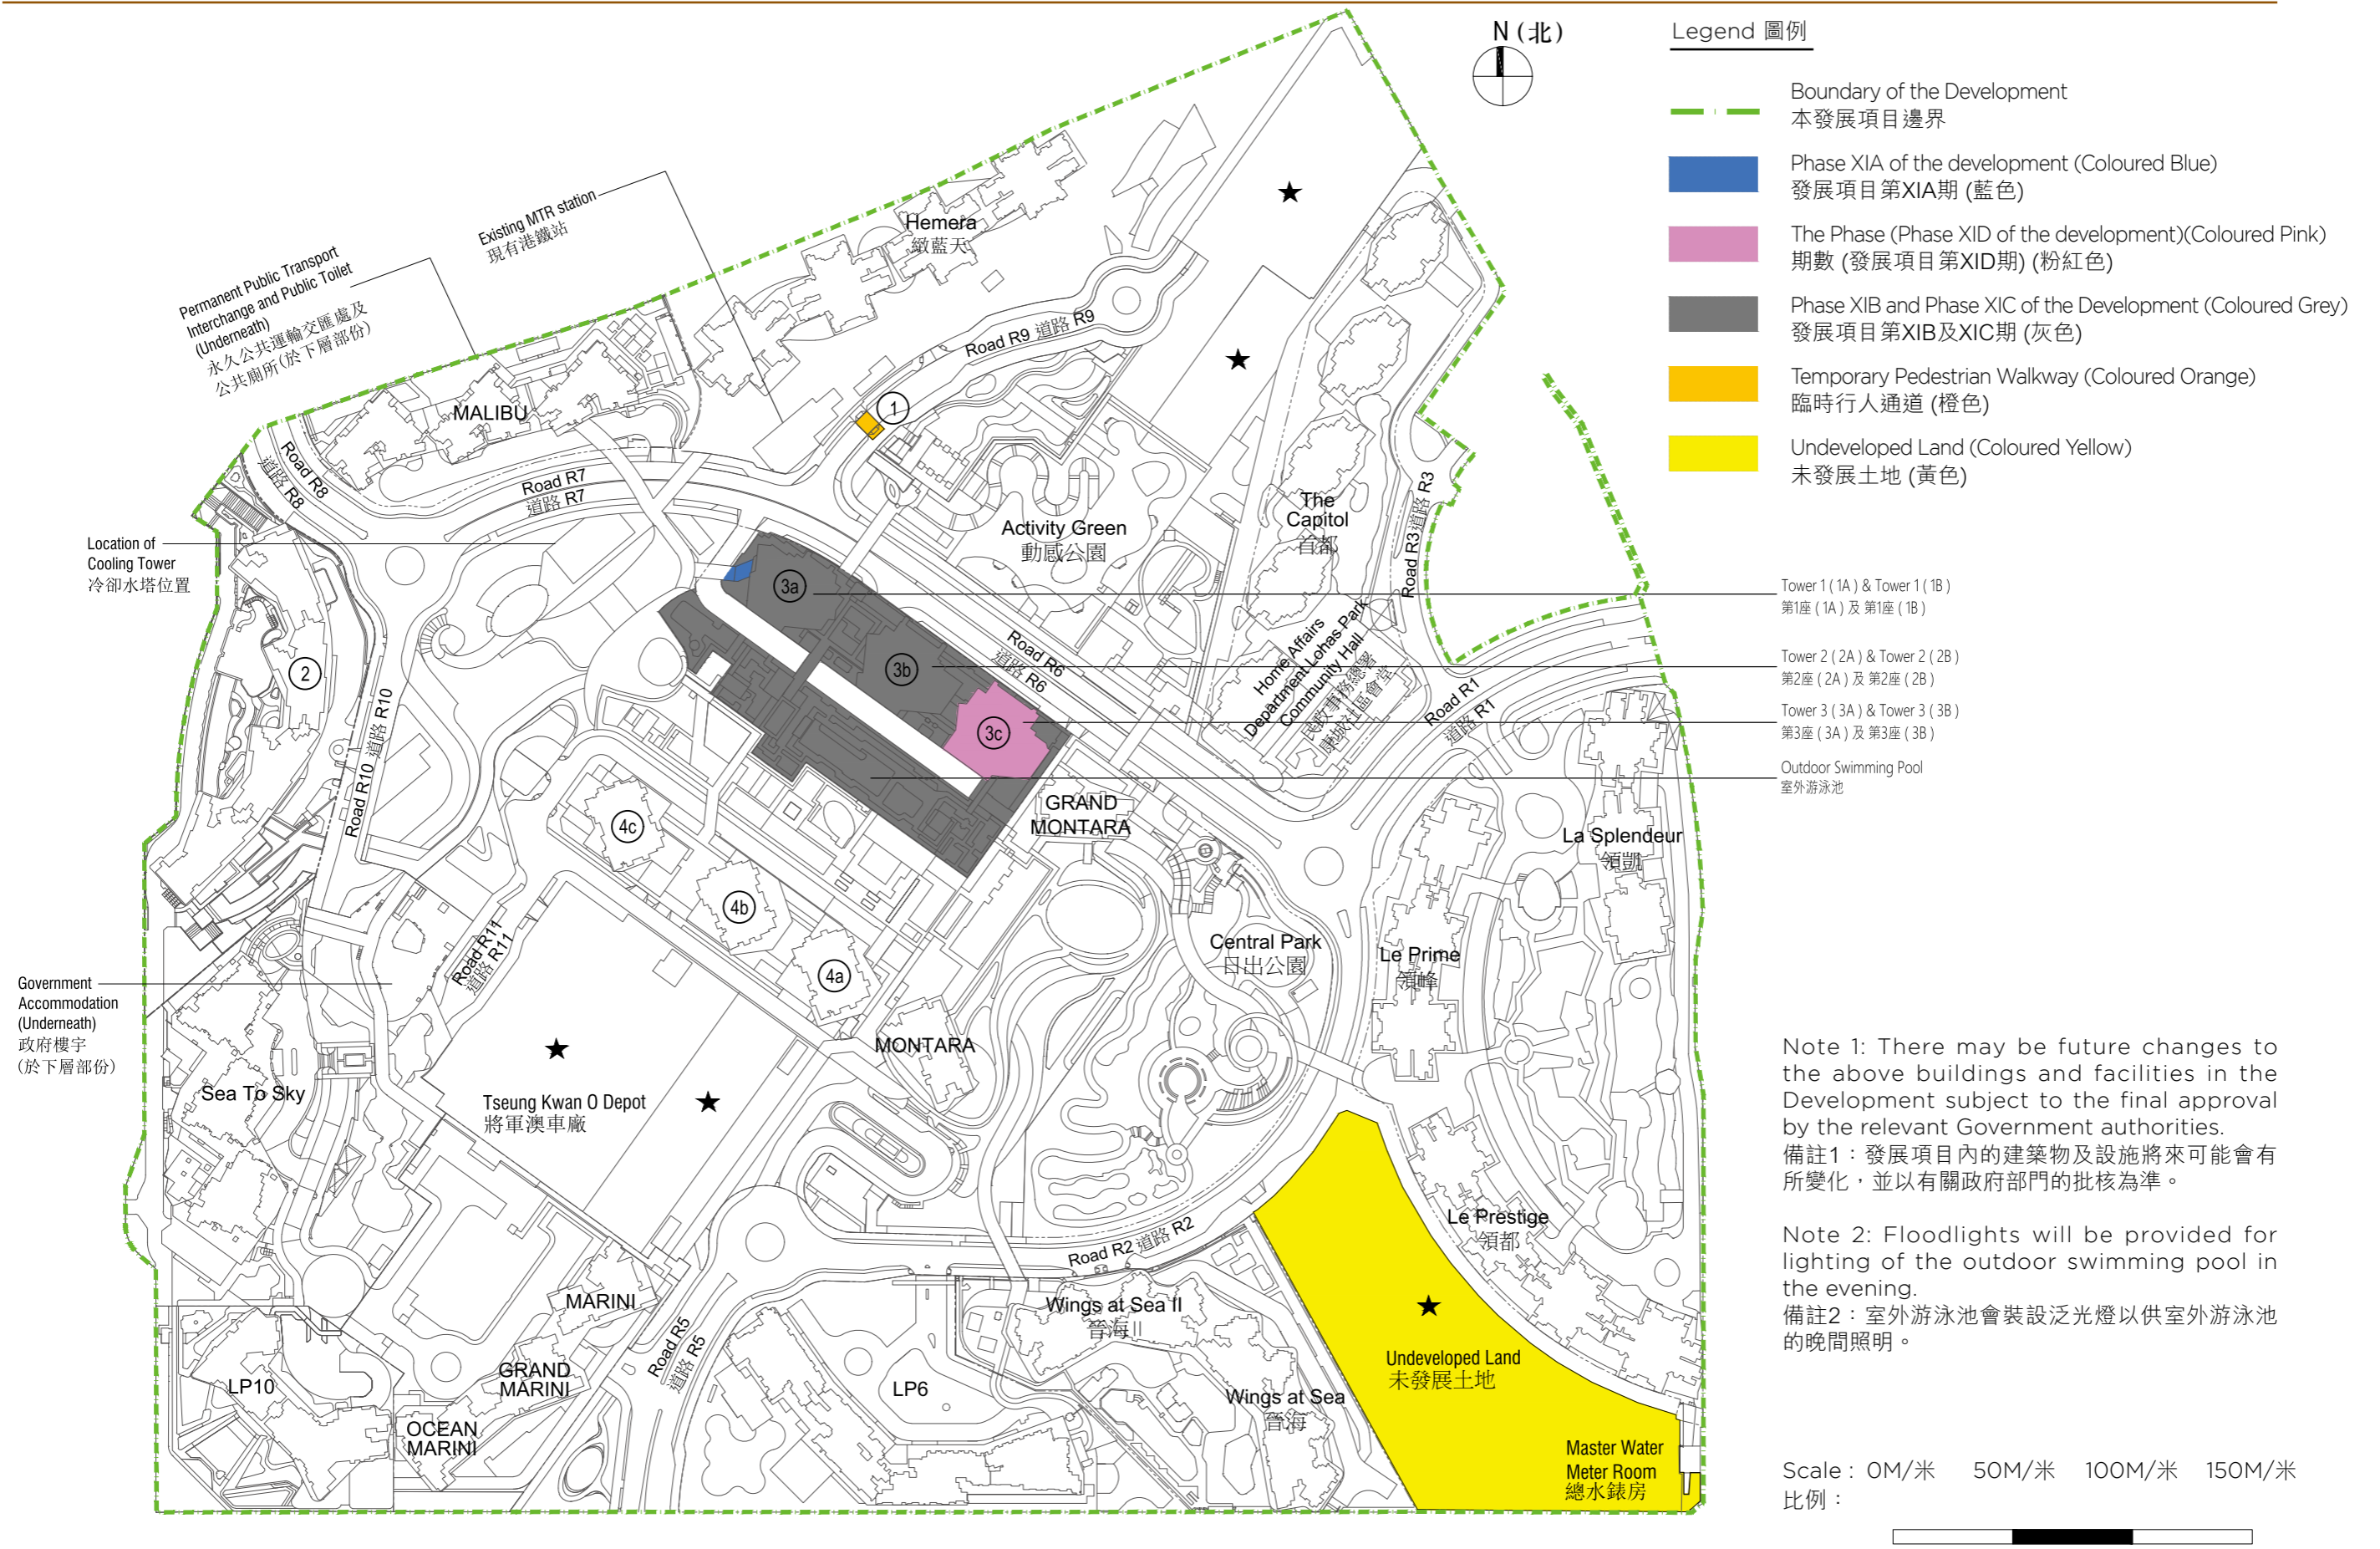 N (北)
Legend 圖例
Boundary of the Development
本發展項目邊界
Phase XIA of the development (Coloured Blue)
發展項目第XIA期 (藍色)
The Phase (Phase XID of the development)(Coloured Pink)
期數 (發展項目第XID期) (粉紅色)
Phase XIB and Phase XIC of the Development (Coloured Grey)
發展項目第XIB及XIC期 (灰色)
Temporary Pedestrian Walkway (Coloured Orange)
臨時行人通道 (橙色)
Undeveloped Land (Coloured Yellow)
未發展土地 (黃色)
Existing MTR station
現有港鐵站
Permanent Public Transport
Interchange and Public Toilet
(Underneath)
永久公共運輸交匯處及
公共廁所(於下層部份)
Hemera
緻藍天
Road R9 道路 R9
MALIBU
1
Road R8
道路 R8
Road R7
道路 R7
Activity Green
動感公園
The
Capitol
首都
Road R3 道路 R3
Location of
Cooling Tower
冷卻水塔位置
3a
Tower 1 ( 1A ) & Tower 1 ( 1B )
第1座 ( 1A ) 及 第1座 ( 1B )
2
3b
Road R6
道路 R6
Home Affairs
Department Lohas Park
Community Hall
民政事務總署
康城社區會堂
Tower 2 ( 2A ) & Tower 2 ( 2B )
第2座 ( 2A ) 及 第2座 ( 2B )
Road R1
道路 R1
Road R10 道路 R10
3c
Tower 3 ( 3A ) & Tower 3 ( 3B )
第3座 ( 3A ) 及 第3座 ( 3B )
Outdoor Swimming Pool
室外游泳池
GRAND
MONTARA
4c
La Splendeur
領凱
4b
Road R11
道路 R11
Central Park
日出公園
Le Prime
領峰
4a
Government
Accommodation
(Underneath)
政府樓宇
(於下層部份)
MONTARA
Sea To Sky
Tseung Kwan O Depot
將軍澳車廠
Note 1: There may be future changes to
the above buildings and facilities in the
Development subject to the final approval
by the relevant Government authorities.
備註1：發展項目內的建築物及設施將來可能會有
所變化，並以有關政府部門的批核為準。
Note 2: Floodlights will be provided for
lighting of the outdoor swimming pool in
the evening.
備註2：室外游泳池會裝設泛光燈以供室外游泳池
的晚間照明。
Le Prestige
領都
Road R2 道路 R2
MARINI
Wings at Sea II
晉海II
Road R5
道路 R5
GRAND
MARINI
LP10
LP6
Undeveloped Land
未發展土地
Wings at Sea
晉海
OCEAN
MARINI
Master Water
Meter Room
總水錶房
Scale : 0M/米 50M/米 100M/米 150M/米
比例：